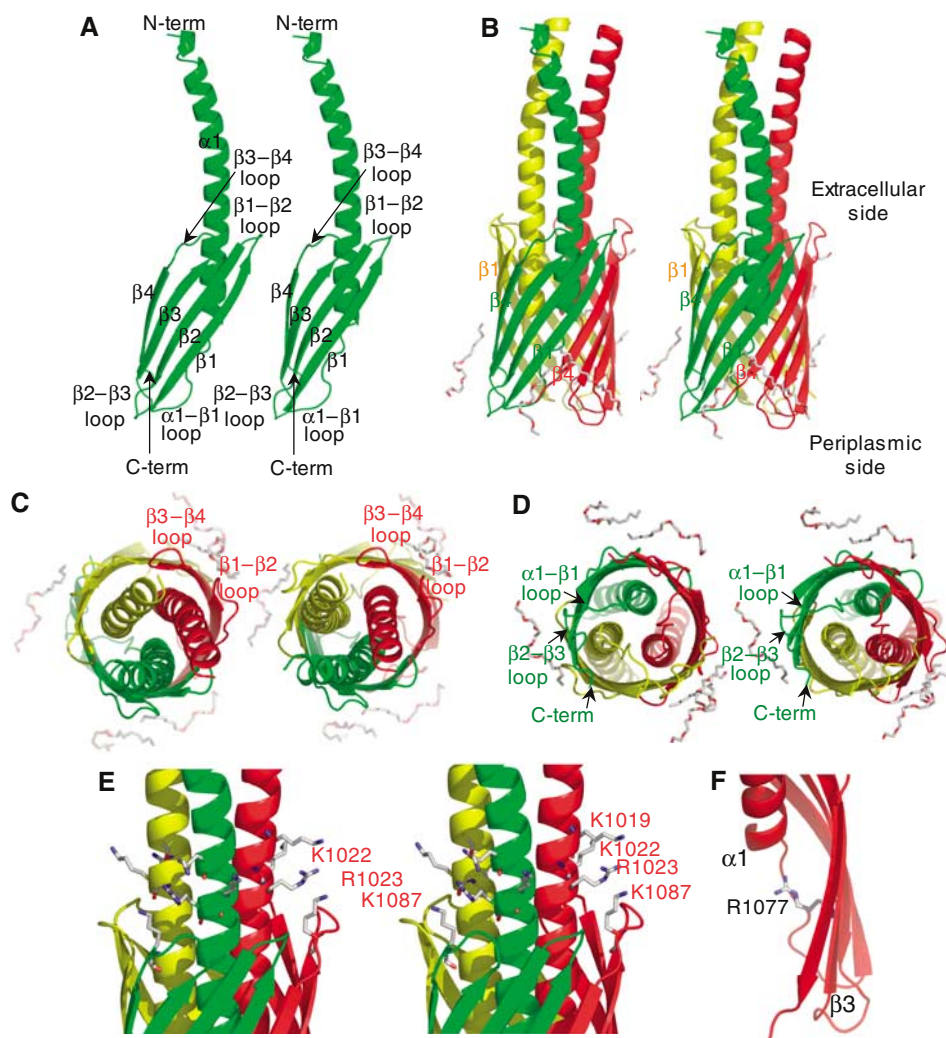 A
N-term
N-term
α1
β3–β4
loop
β3–β4
loop
β1–β2
loop
β1–β2
loop
β4
β3
β2
β1
β4
β3
β2
β1
β2–β3
loop
α1–β1
loop
β2–β3
loop
α1–β1
loop
C-term
C-term
B
Extracellular
side
β1
β4
β1
β4
β1
β4
β1
β4
Periplasmic
side
C
β3–β4
loop
β1–β2
loop
β3–β4
loop
β1–β2
loop
D
α1–β1
loop
β2–β3
loop
C-term
α1–β1
loop
β2–β3
loop
C-term
E
K1022
R1023
K1087
K1019
K1022
R1023
K1087
F
α1
R1077
β3